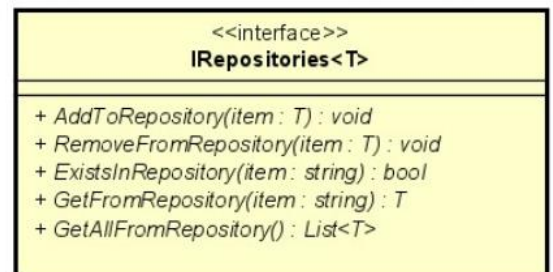 <<interface>>
IRepositories<T>
+ AddToRepository(item : T) : void
+ RemoveFromRepository(item : T) : void
+ ExistsInRepository(item : string) : bool
+ GetFromRepository(item : string) : T
+ GetAllFromRepository() : List<T>